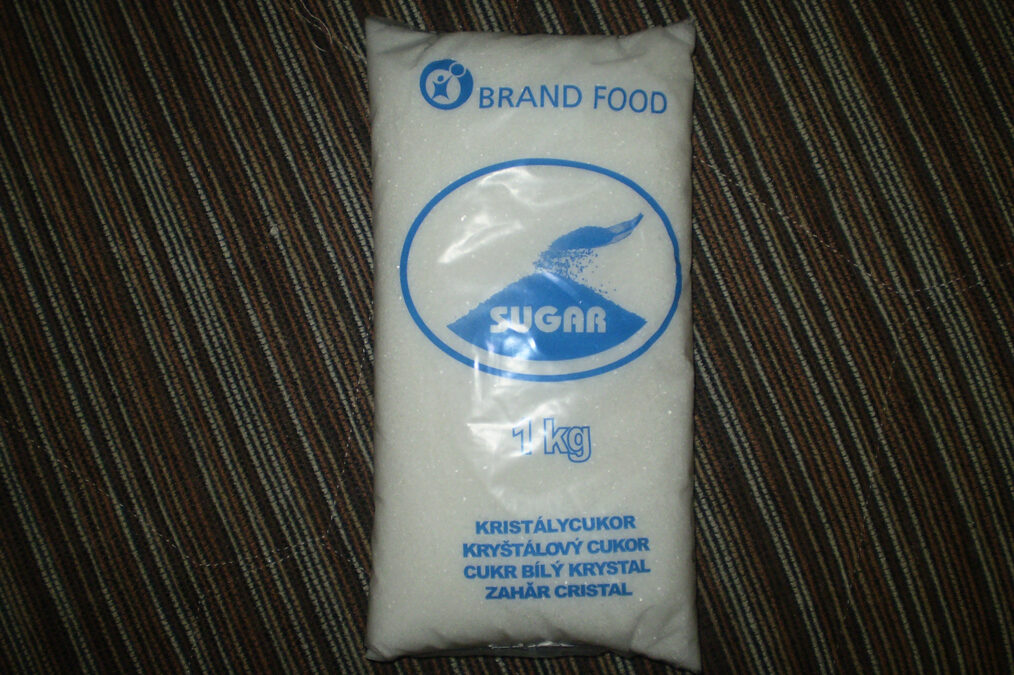 BRAND FOOD
SUGAR
1 kg
KRISTÁLYCUKOR
KRYŠTÁLOVÝ CUKOR
CUKR BÍLÝ KRYSTAL
ZAHĂR CRISTAL